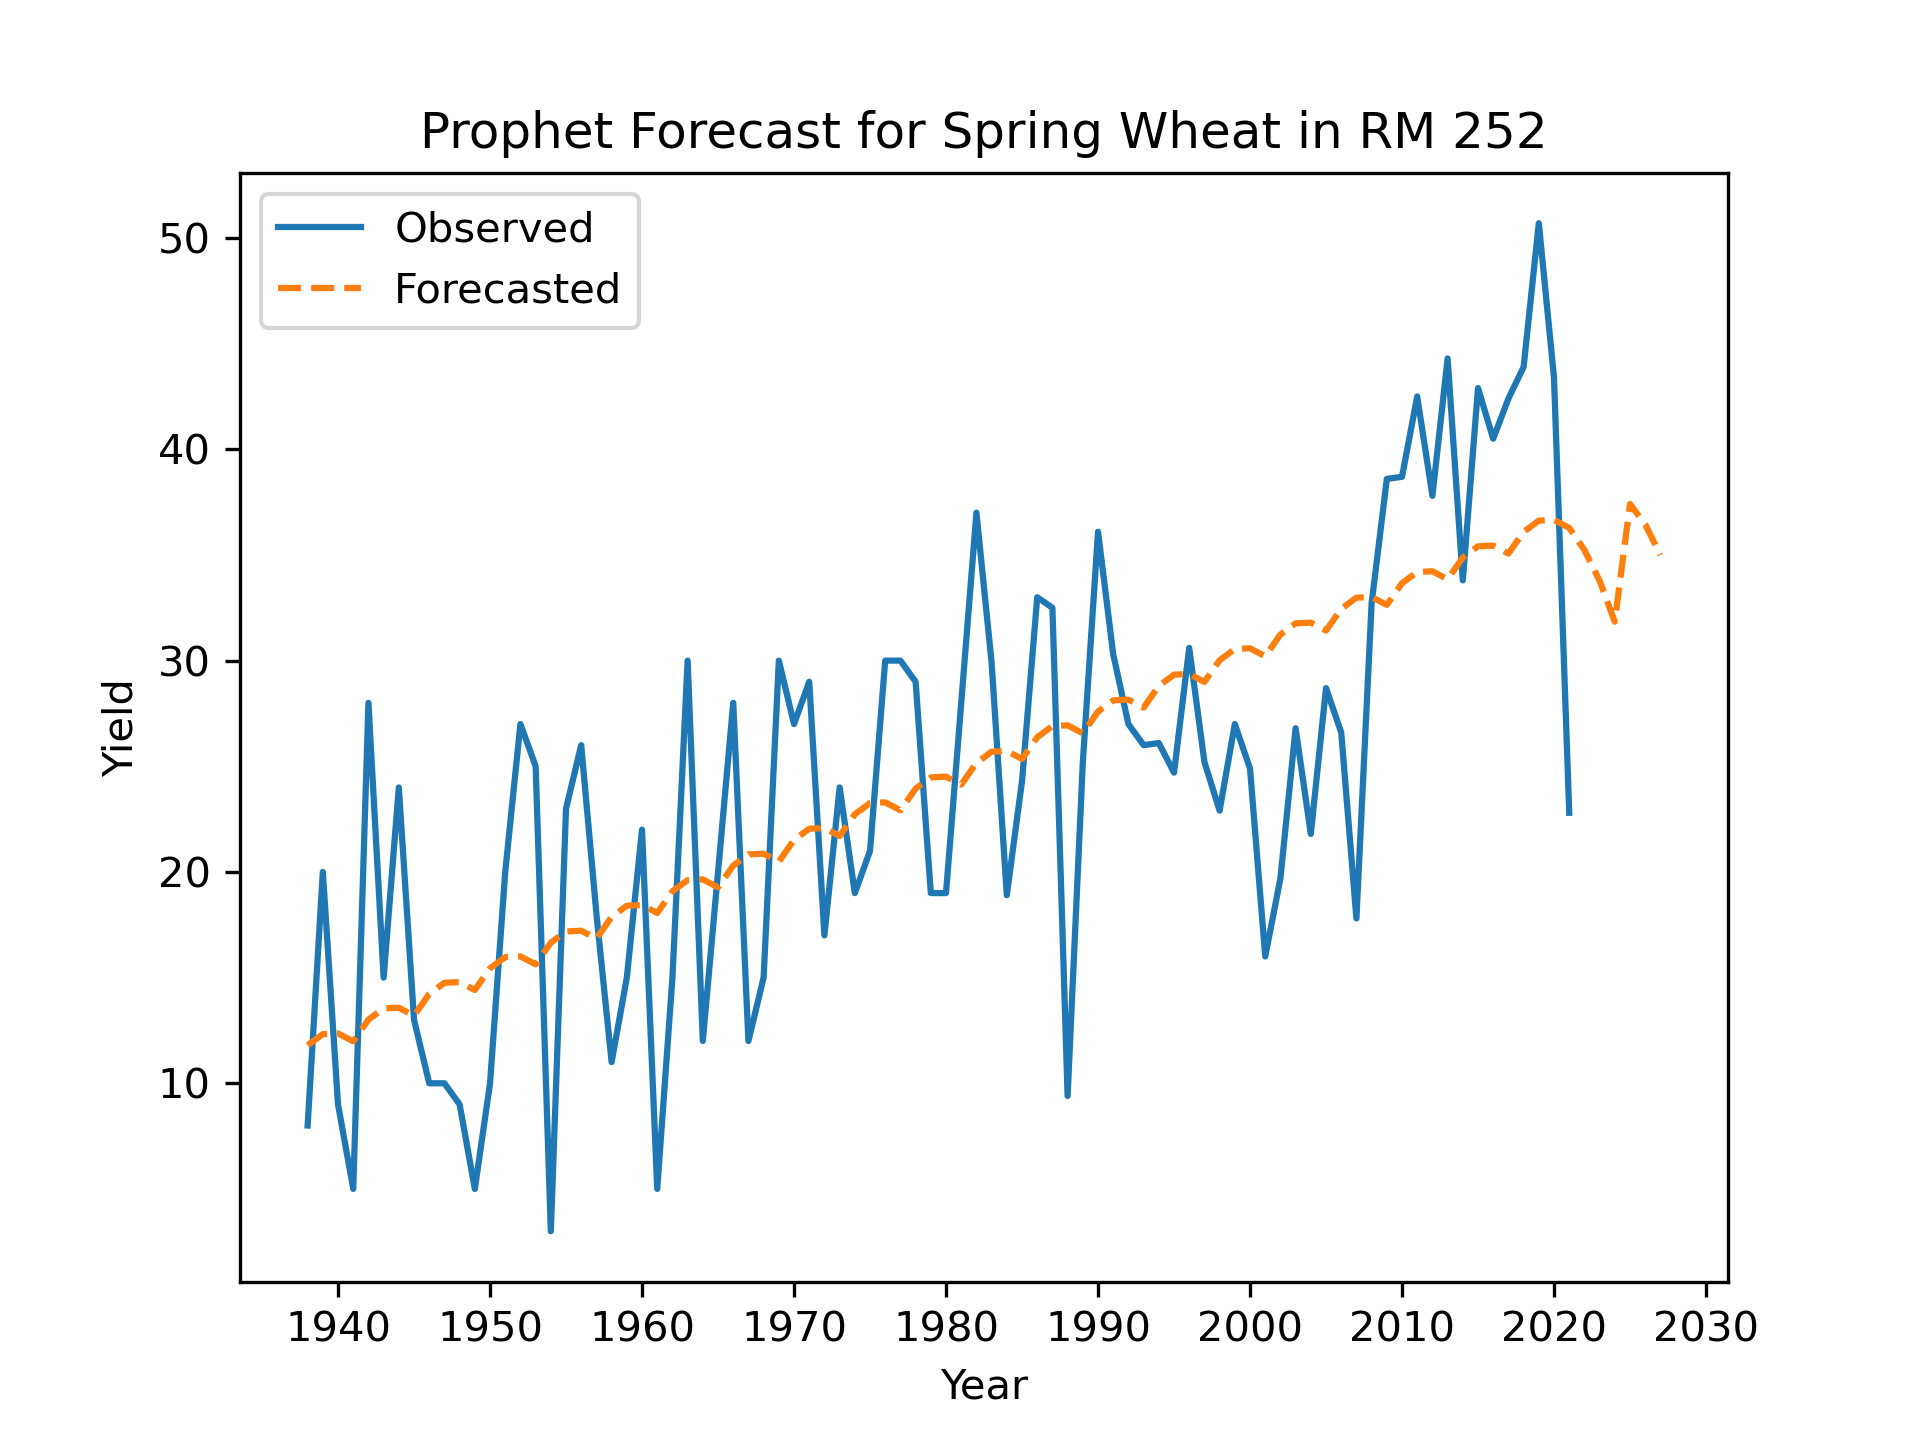 Prophet Forecast for Spring Wheat in RM 252
Observed
Forecasted
50
40
30
20
10
Yield
1940 1950 1960 1970 1980 1990 2000 2010 2020 2030
Year